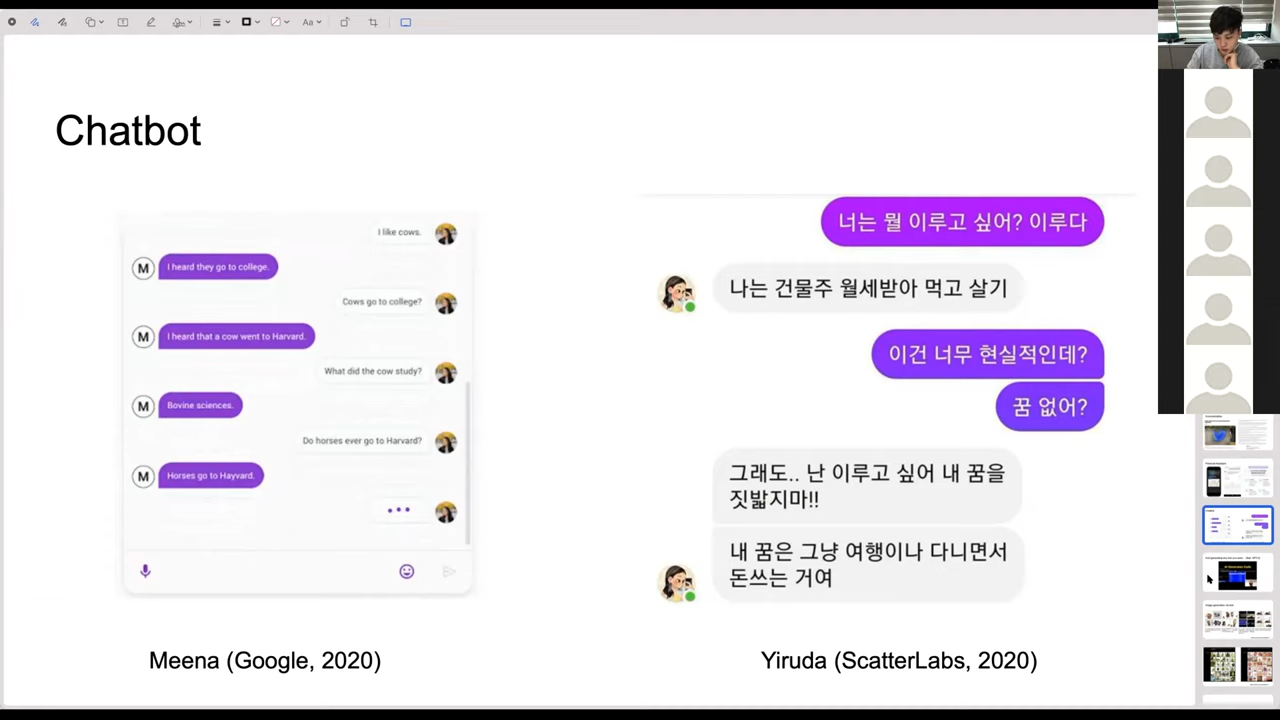 Aa
Chatbot
I like cows.
M
I heard they go to college.
Cows go to college?
M
I heard that a cow went to Harvard.
What did the cow study?
M
Bovine sciences.
Do horses ever go to Harvard?
M
Horses go to Hayvard.
너는 뭘 이루고 싶어? 이루다
나는 건물주 월세받아 먹고 살기
이건 너무 현실적인데?
꿈 없어?
그래도.. 난 이루고 싶어 내 꿈을
짓밟지마!!
내 꿈은 그냥 여행이나 다니면서
돈쓰는 거여
Meena (Google, 2020)
Yiruda (ScatterLabs, 2020)